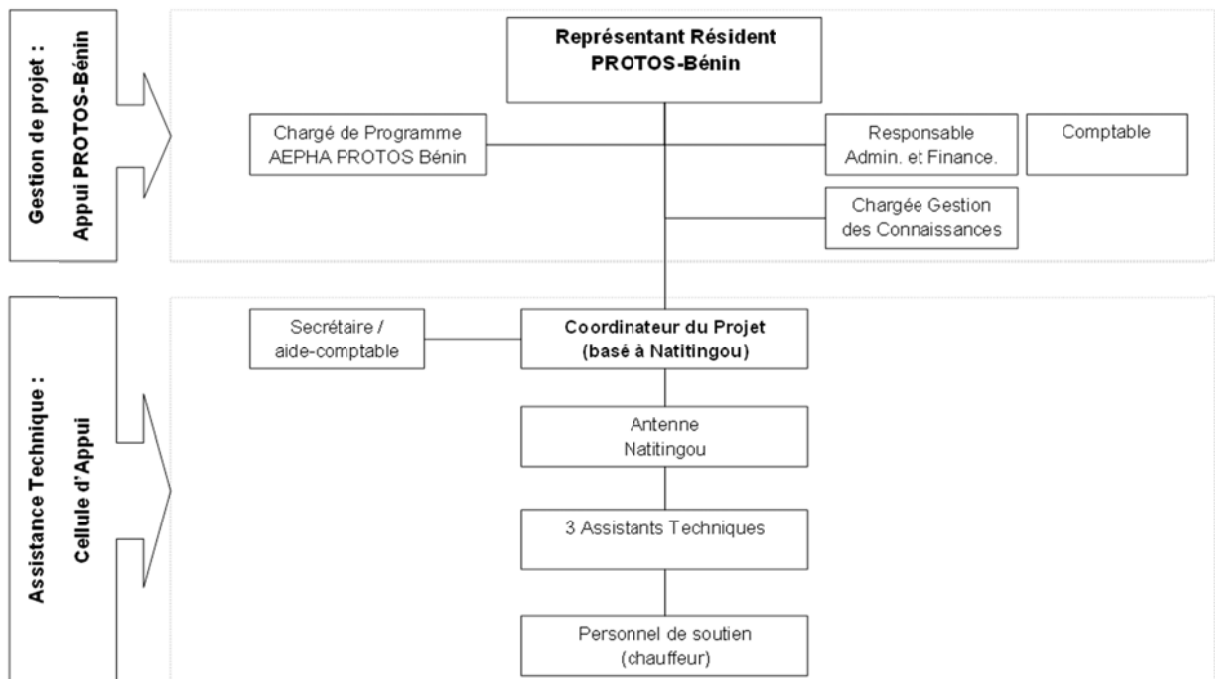 Gestion de projet :
Appui PROTOS-Bénin
Représentant Résident
PROTOS-Bénin
Chargé de Programme
AEPHA PROTOS Bénin
Responsable
Admin. et Finance.
Comptable
Chargée Gestion
des Connaissances
Assistance Technique :
Cellule d'Appui
Secrétaire /
aide-comptable
Coordinateur du Projet
(basé à Natitingou)
Antenne
Natitingou
3 Assistants Techniques
Personnel de soutien
(chauffeur)